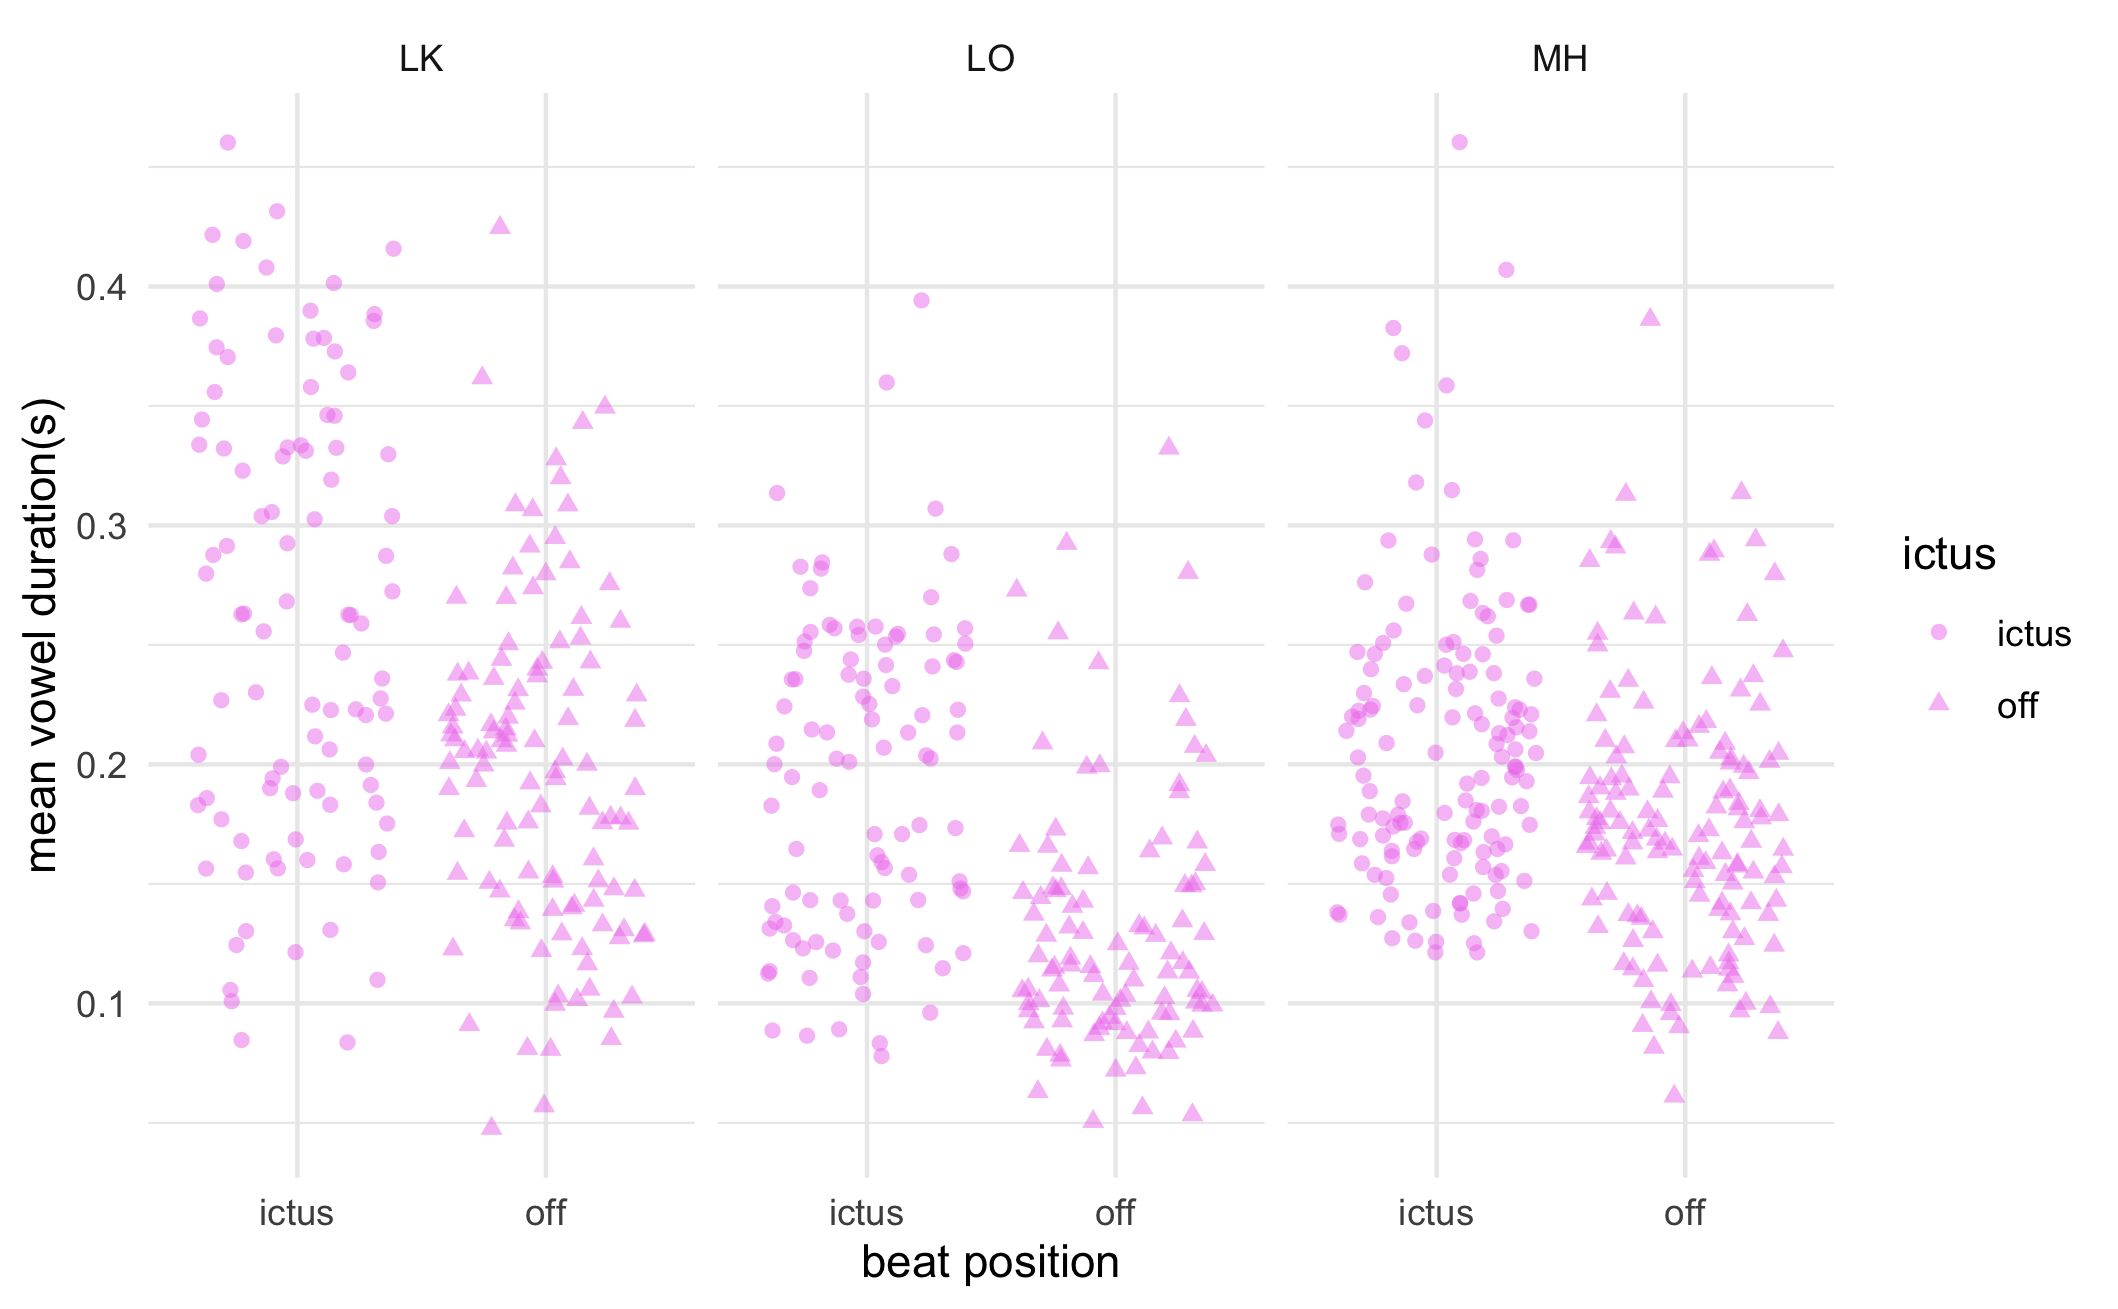 LK LO MH
mean vowel duration(s)
0.4
0.3
0.2
0.1
ictus off ictus off ictus off
beat position
ictus
ictus
off